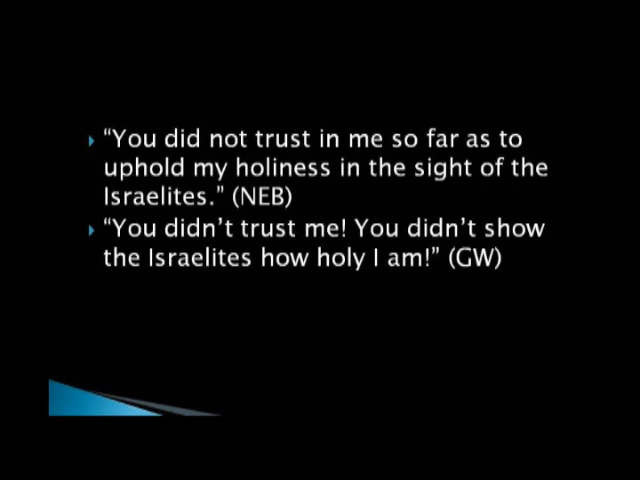 “You did not trust in me so far as to
uphold my holiness in the sight of the
Israelites.” (NEB)
“You didn’t trust me! You didn’t show
the Israelites how holy I am!” (GW)